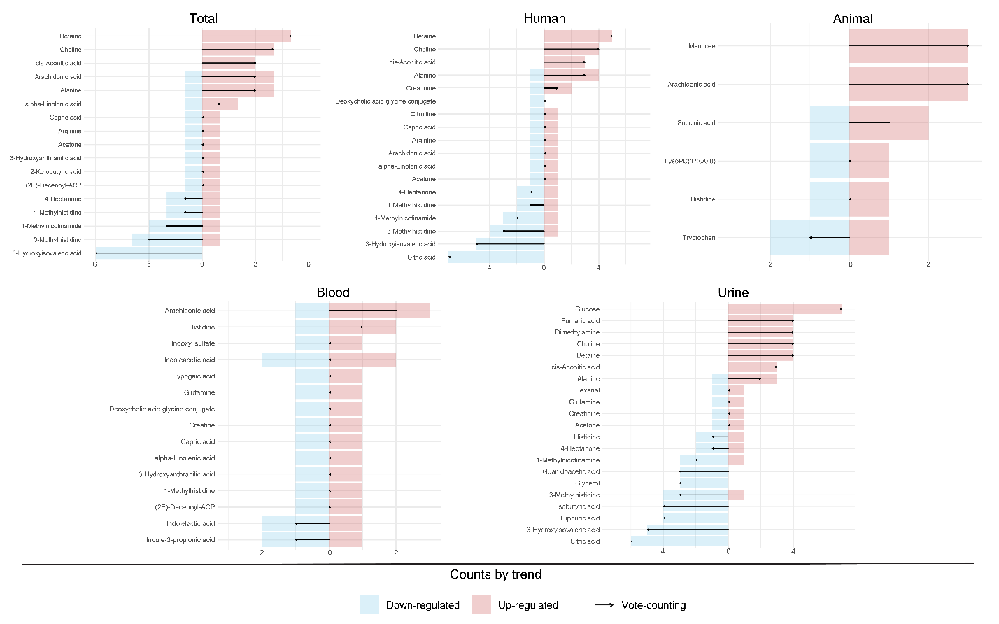 Total
Betaine
Choline
cis-Aconitic acid
Arachidonic acid
Alanine
alpha-Linolenic acid
Capric acid
Arginine
Acetone
3-Hydroxyanthranilic acid
2-Ketobutyric acid
(2E)-Decenoyl-ACP
4-Heptanone
1-Methylhistidine
1-Methylnicotinamide
3-Methylhistidine
3-Hydroxyisovaleric acid
6 3 0 3 6
Human
Betaine
Choline
cis-Aconitic acid
Alanine
Creatinine
Deoxycholic acid glycine conjugate
Citrulline
Capric acid
Arginine
Arachidonic acid
alpha-Linolenic acid
Acetone
4-Heptanone
1-Methylhistidine
1-Methylnicotinamide
3-Methylhistidine
3-Hydroxyisovaleric acid
Citric acid
4 0 4
Animal
Mannose
Arachidonic acid
Succinic acid
LysoPC(17:0/0:0)
Histidine
Tryptophan
2 0 2
Blood
Arachidonic acid
Histidine
Indoxyl sulfate
Indoleacetic acid
Hypogeic acid
Glutamine
Deoxycholic acid glycine conjugate
Creatine
Capric acid
alpha-Linolenic acid
3-Hydroxyanthranilic acid
1-Methylhistidine
(2E)-Decenoyl-ACP
Indolelactic acid
Indole-3-propionic acid
2 0 2
Urine
Glucose
Fumaric acid
Dimethylamine
Choline
Betaine
cis-Aconitic acid
Alanine
Hexanal
Glutamine
Creatinine
Acetone
Histidine
4-Heptanone
1-Methylnicotinamide
Guanidoacetic acid
Glycerol
3-Methylhistidine
Isobutyric acid
Hippuric acid
3-Hydroxyisovaleric acid
Citric acid
4 0 4
Counts by trend
Down-regulated Up-regulated Vote-counting